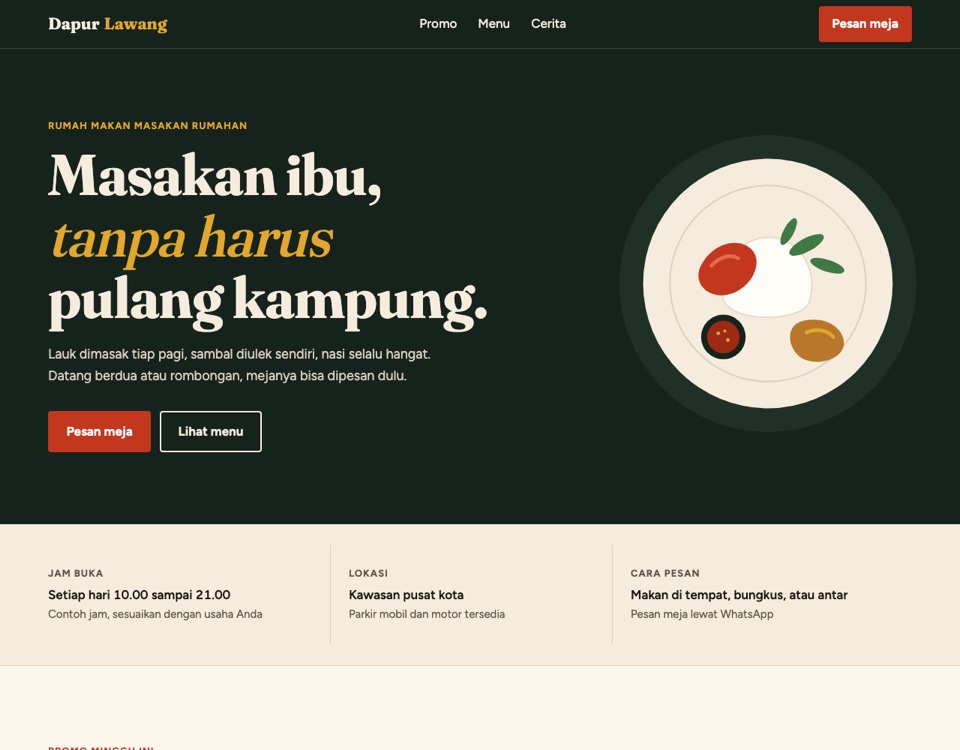 Dapur Lawang
Promo
Menu
Cerita
Pesan meja
RUMAH MAKAN MASAKAN RUMAHAN
Masakan ibu,
tanpa harus
pulang kampung.
Lauk dimasak tiap pagi, sambal diulek sendiri, nasi selalu hangat.
Datang berdua atau rombongan, mejanya bisa dipesan dulu.
Pesan meja
Lihat menu
JAM BUKA
Setiap hari 10.00 sampai 21.00
Contoh jam, sesuaikan dengan usaha Anda
LOKASI
Kawasan pusat kota
Parkir mobil dan motor tersedia
CARA PESAN
Makan di tempat, bungkus, atau antar
Pesan meja lewat WhatsApp
PROMO MINGGU INI